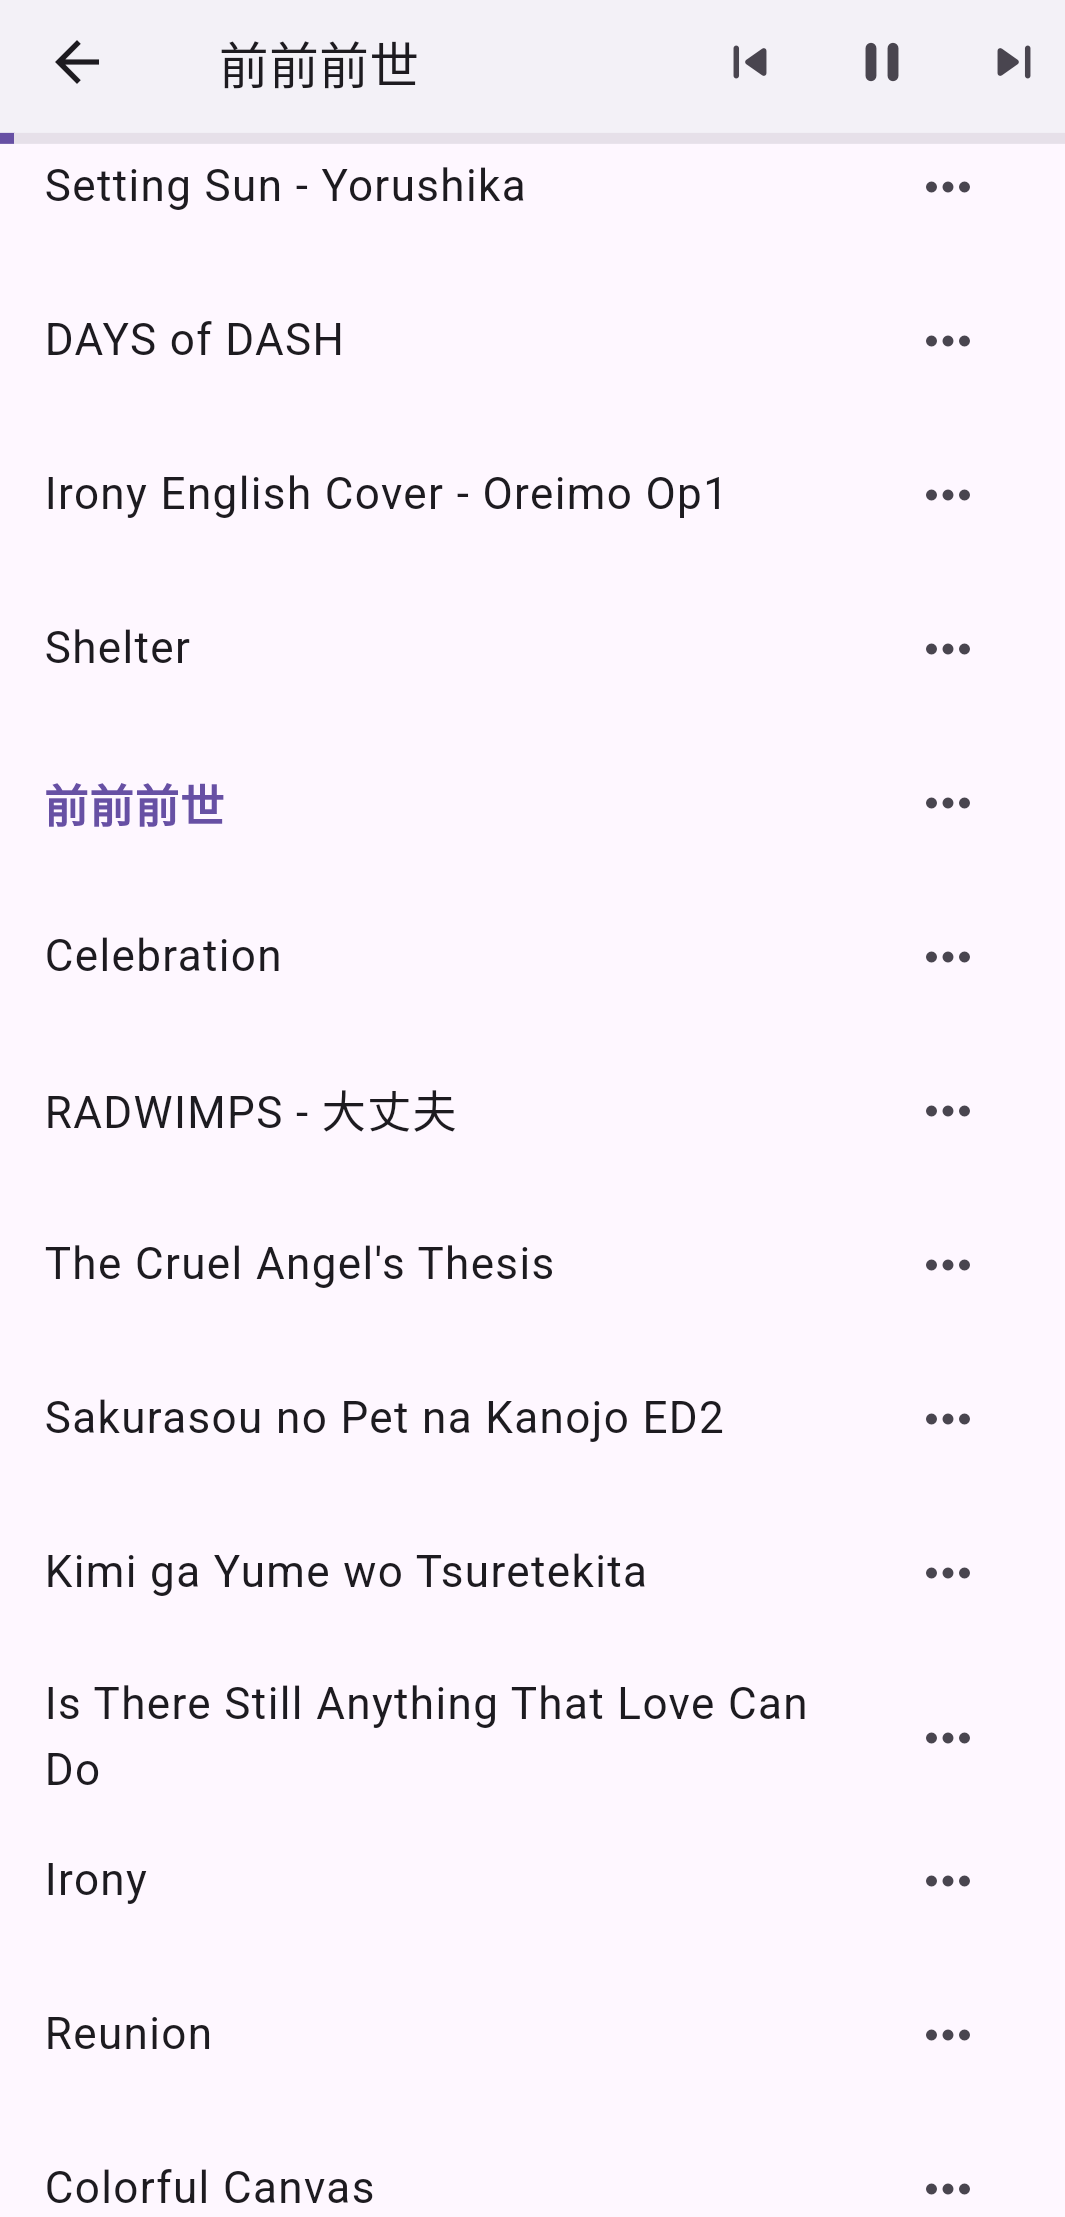 前前前世
Setting Sun - Yorushika
DAYS of DASH
Irony English Cover - Oreimo Op1
Shelter
前前前世
Celebration
RADWIMPS - 大丈夫
The Cruel Angel's Thesis
Sakurasou no Pet na Kanojo ED2
Kimi ga Yume wo Tsuretekita
Is There Still Anything That Love Can
Do
Irony
Reunion
Colorful Canvas